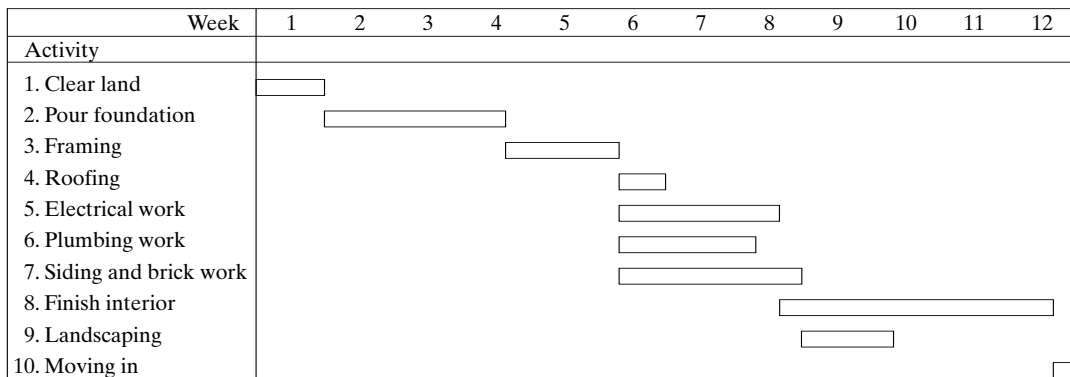 Week 1 2 3 4 5 6 7 8 9 10 11 12
Activity
1. Clear land
2. Pour foundation
3. Framing
4. Roofing
5. Electrical work
6. Plumbing work
7. Siding and brick work
8. Finish interior
9. Landscaping
10. Moving in